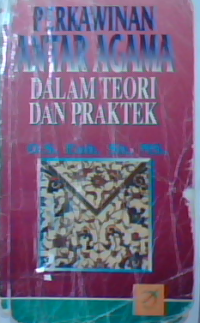 PERKAWINAN
ANTAR AGAMA
DALAM TEORI
DAN PRAKTEK